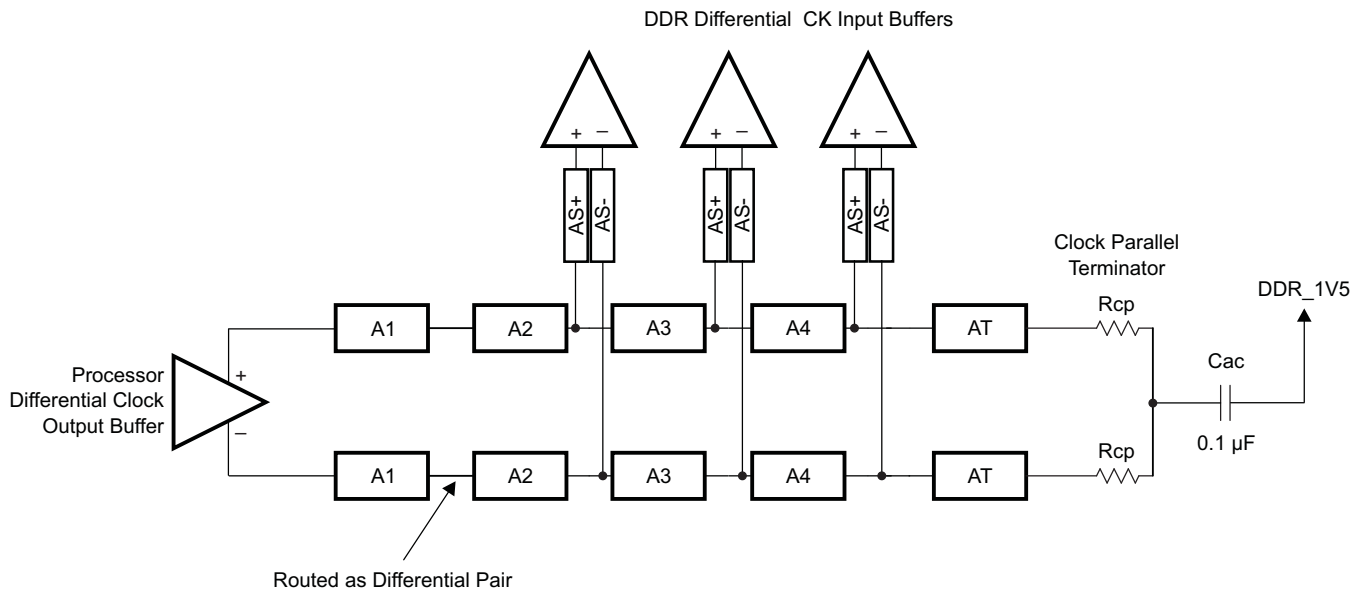 DDR Differential CK Input Buffers
+ –
+ –
+ –
AS+
AS-
AS+
AS-
AS+
AS-
Clock Parallel
Terminator
DDR_1V5
A1
A2
A3
A4
AT
Rcp
Processor
Differential Clock
Output Buffer
+
–
Cac
0.1 µF
A1
A2
A3
A4
AT
Rcp
Routed as Differential Pair